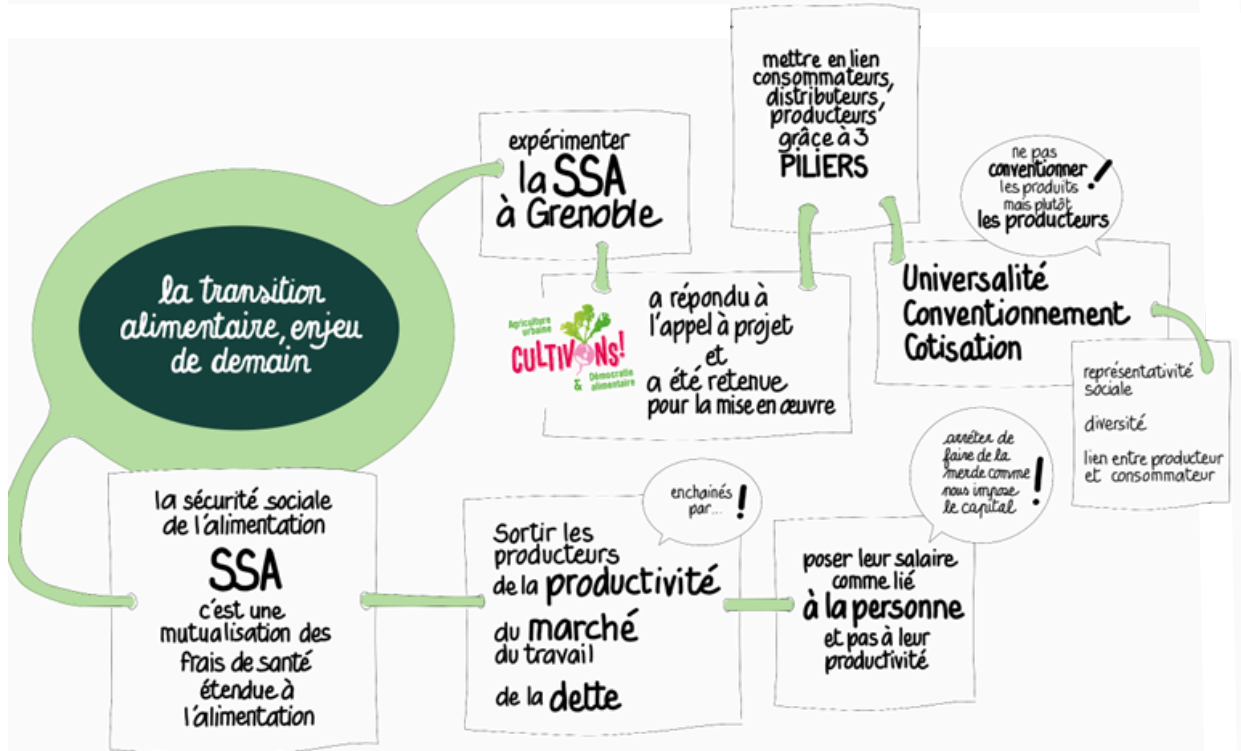 la transition
alimentaire, enjeu
de demain
expérimenter
la SSA
à Grenoble
Agriculture
urbaine
CULTIVONS!
& Démocratie
alimentaire
a répondu à
l'appel à projet
et
a été retenue
pour la mise en œuvre
mettre en lien
consommateurs,
distributeurs,
producteurs
grâce à 3
PILIERS
ne pas
conventionner
les produits
mais plutôt
les producteurs
!
Universalité
Conventionnement
Cotisation
représentativité
sociale
diversité
lien entre producteur
et consommateur
la sécurité sociale
de l'alimentation
SSA
c'est une
mutualisation des
frais de santé
étendue à
l'alimentation
enchainés
par... !
Sortir les
producteurs
de la productivité
du marché
du travail
de la dette
arrêter de
faire de la
merde comme
nous impose
le capital
!
poser leur salaire
comme lié
à la personne
et pas à leur
productivité